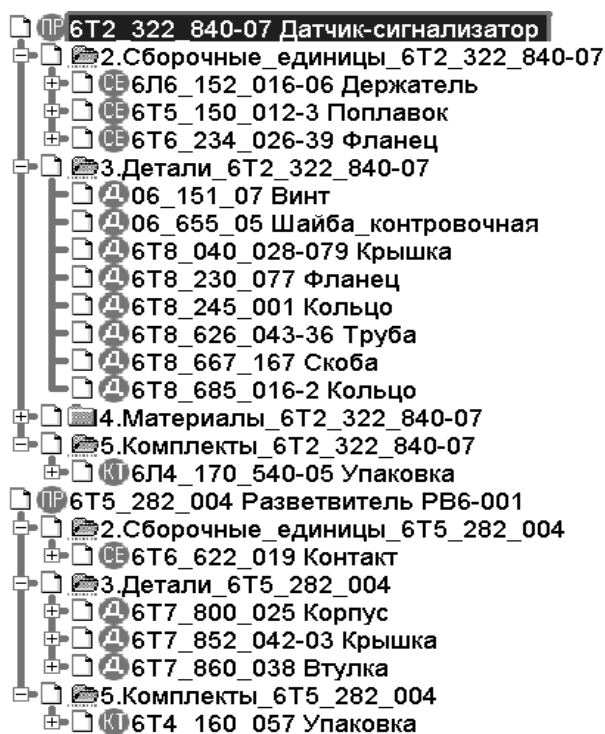 ПР 6Т2_322_840-07 Датчик-сигнализатор
2.Сборочные_единицы_6Т2_322_840-07
СЕ 6Л6_152_016-06 Держатель
СЕ 6Т5_150_012-3 Поплавок
СЕ 6Т6_234_026-39 Фланец
3.Детали_6Т2_322_840-07
Д 06_151_07 Винт
Д 06_655_05 Шайба_контровочная
Д 6Т8_040_028-079 Крышка
Д 6Т8_230_077 Фланец
Д 6Т8_245_001 Кольцо
Д 6Т8_626_043-36 Труба
Д 6Т8_667_167 Скоба
Д 6Т8_685_016-2 Кольцо
4.Материалы_6Т2_322_840-07
5.Комплекты_6Т2_322_840-07
КТ 6Л4_170_540-05 Упаковка
ПР 6Т5_282_004 Разветвитель РВ6-001
2.Сборочные_единицы_6Т5_282_004
СЕ 6Т6_622_019 Контакт
3.Детали_6Т5_282_004
Д 6Т7_800_025 Корпус
Д 6Т7_852_042-03 Крышка
Д 6Т7_860_038 Втулка
5.Комплекты_6Т5_282_004
КТ 6Т4_160_057 Упаковка